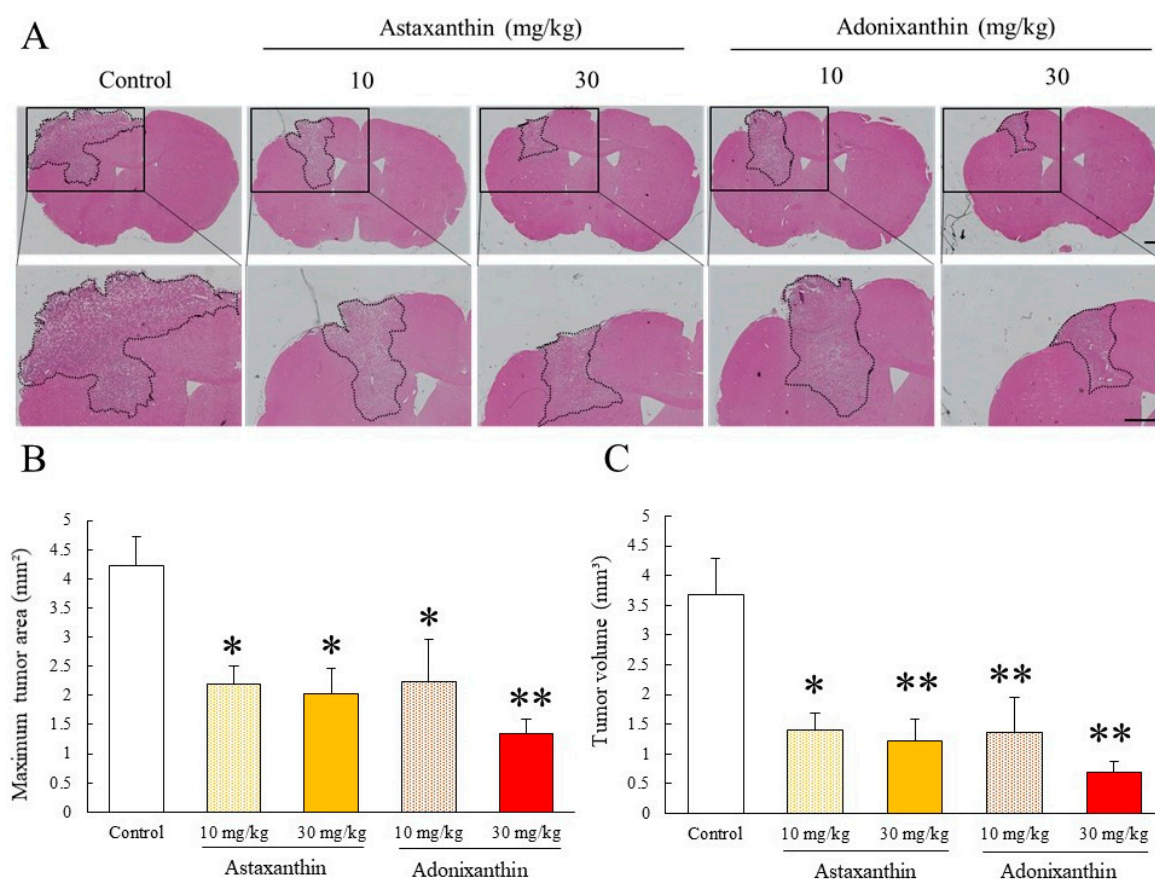 A
Astaxanthin (mg/kg)
Adonixanthin (mg/kg)
Control
10
30
10
30
B
Maximum tumor area (mm²)
5
4.5
4
3.5
3
2.5
2
1.5
1
0.5
0
*
*
*
**
Control
10 mg/kg
30 mg/kg
10 mg/kg
30 mg/kg
Astaxanthin
Adonixanthin
C
Tumor volume (mm³)
5
4.5
4
3.5
3
2.5
2
1.5
1
0.5
0
*
**
**
**
Control
10 mg/kg
30 mg/kg
10 mg/kg
30 mg/kg
Astaxanthin
Adonixanthin